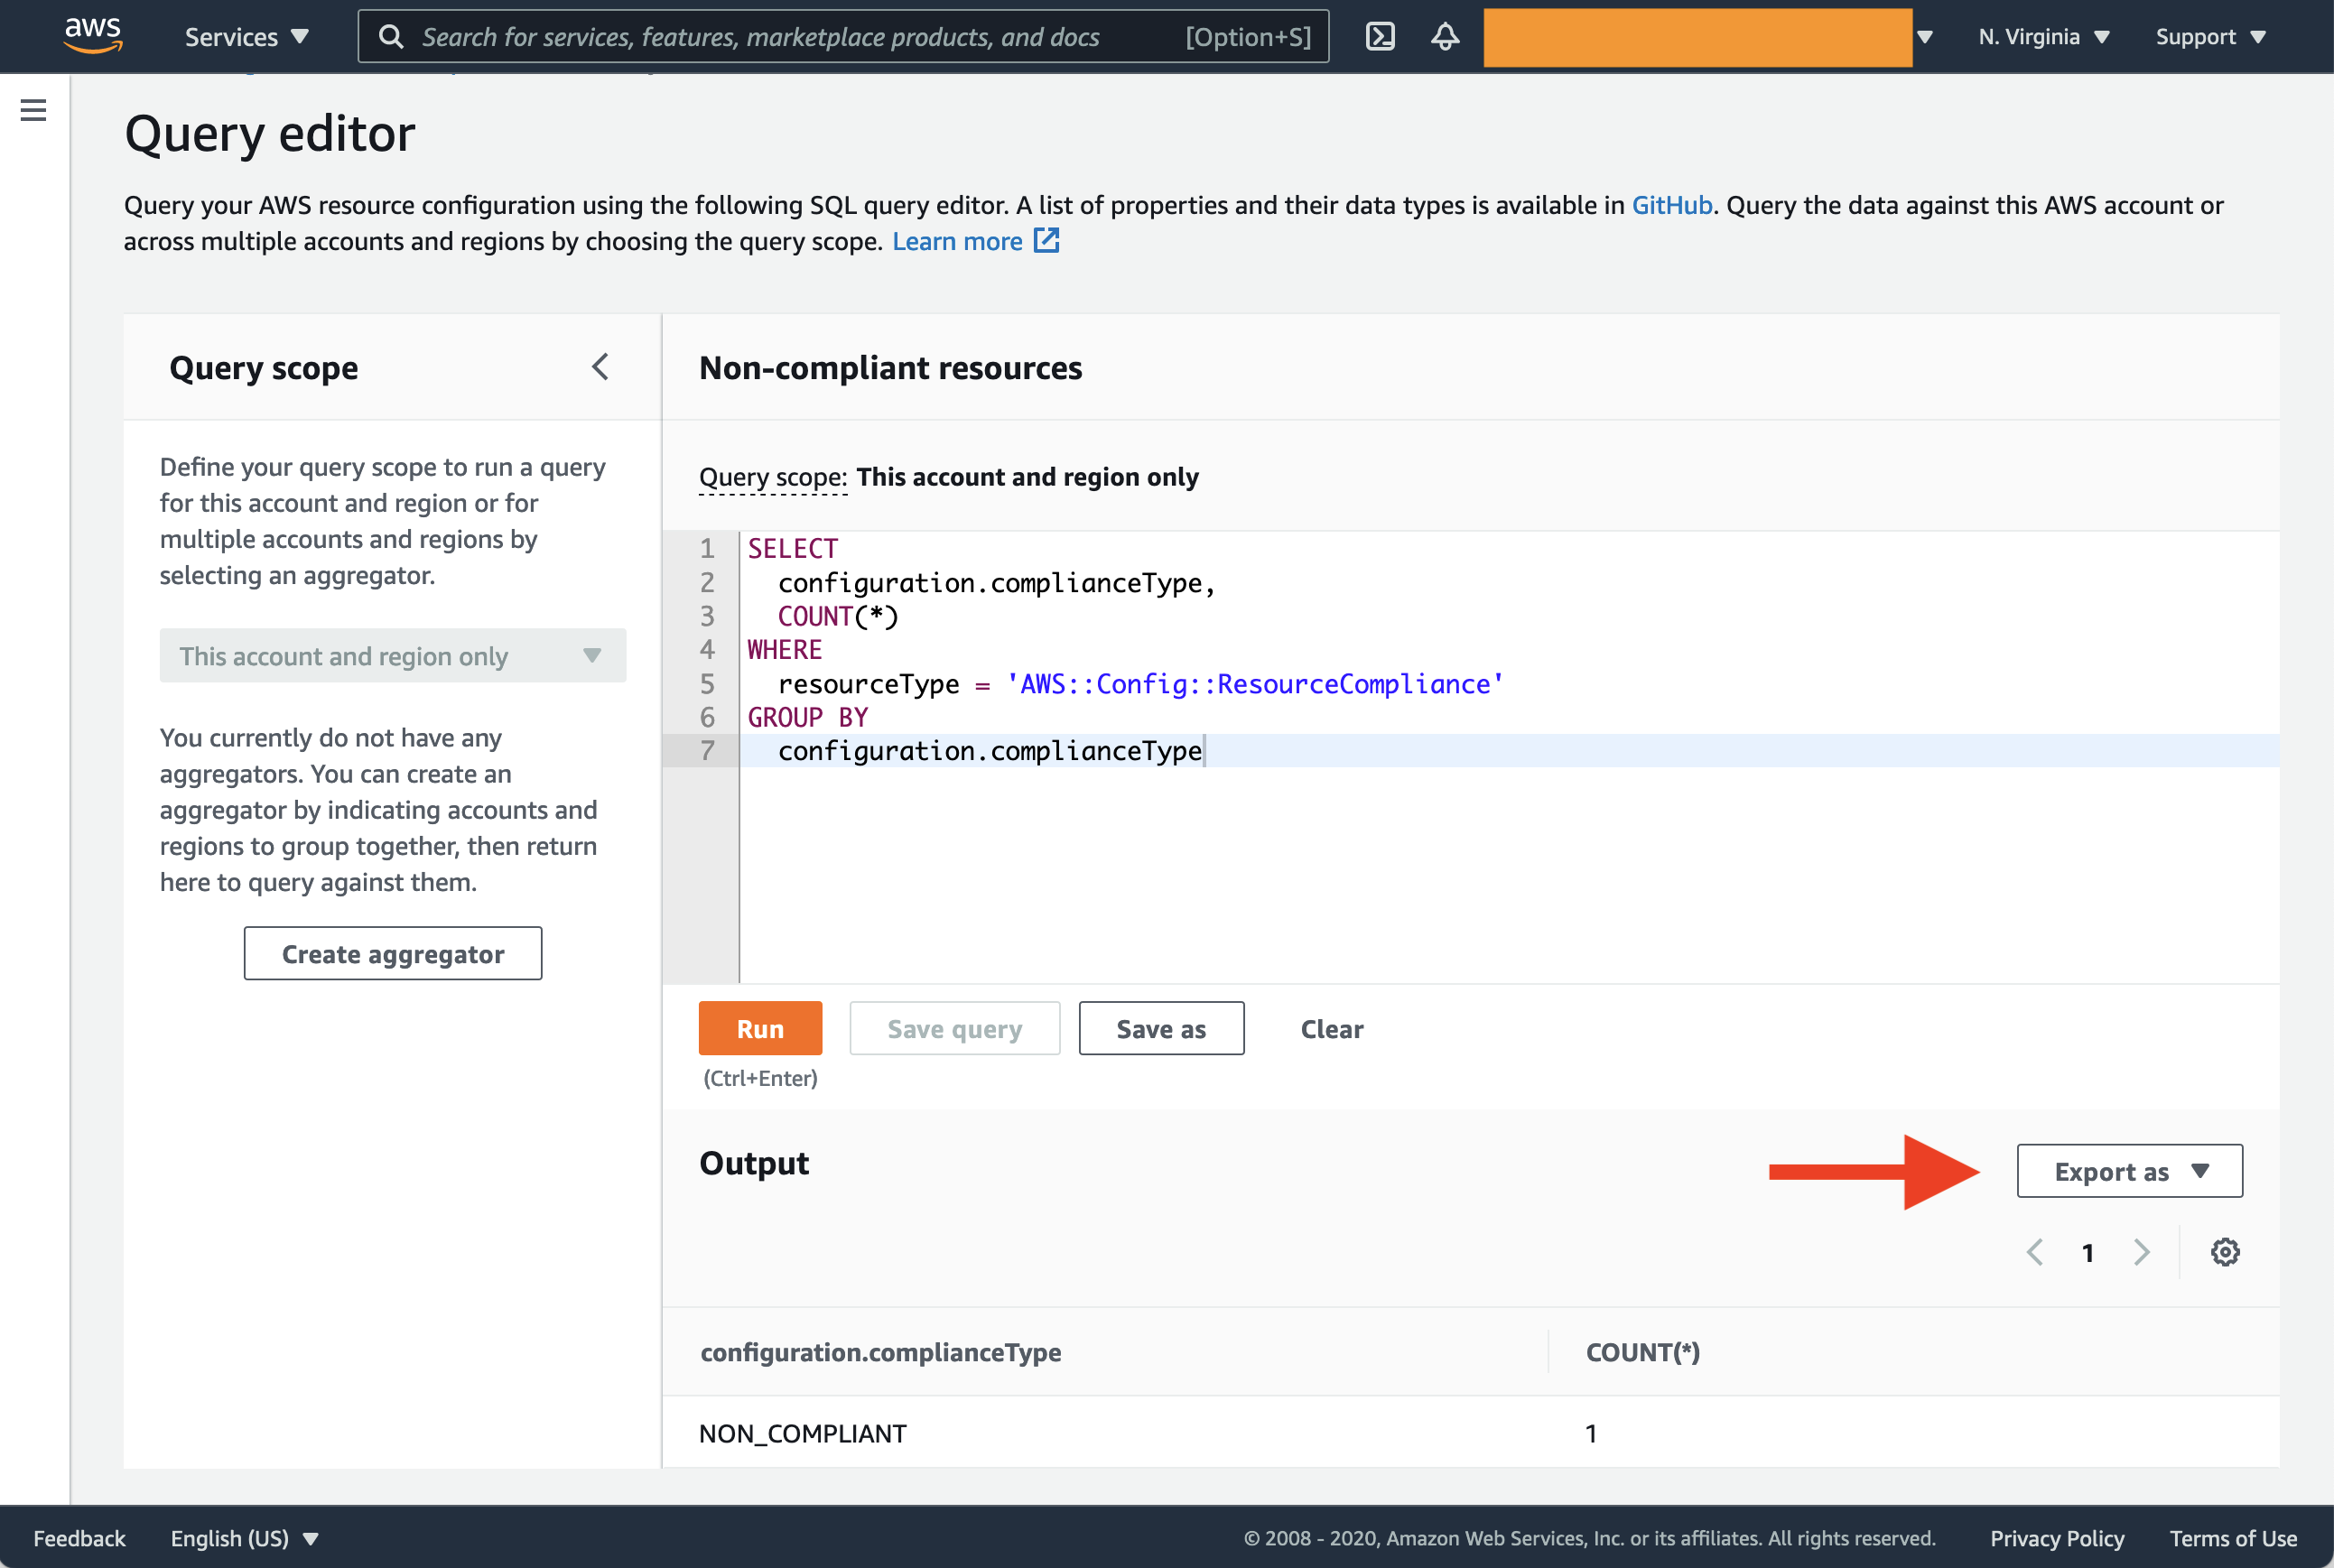 aws Services Search for services, features, marketplace products, and docs [Option+S] N. Virginia Support
Query editor
Query your AWS resource configuration using the following SQL query editor. A list of properties and their data types is available in GitHub. Query the data against this AWS account or
across multiple accounts and regions by choosing the query scope. Learn more
Query scope
Define your query scope to run a query
for this account and region or for
multiple accounts and regions by
selecting an aggregator.
This account and region only
You currently do not have any
aggregators. You can create an
aggregator by indicating accounts and
regions to group together, then return
here to query against them.
Create aggregator
Non-compliant resources
Query scope: This account and region only
1 SELECT
2 configuration.complianceType,
3 COUNT(*)
4 WHERE
5 resourceType = 'AWS::Config::ResourceCompliance'
6 GROUP BY
7 configuration.complianceType
Run Save query Save as Clear
(Ctrl+Enter)
Output
Export as
1
configuration.complianceType COUNT(*)
NON_COMPLIANT 1
Feedback English (US) © 2008 - 2020, Amazon Web Services, Inc. or its affiliates. All rights reserved. Privacy Policy Terms of Use